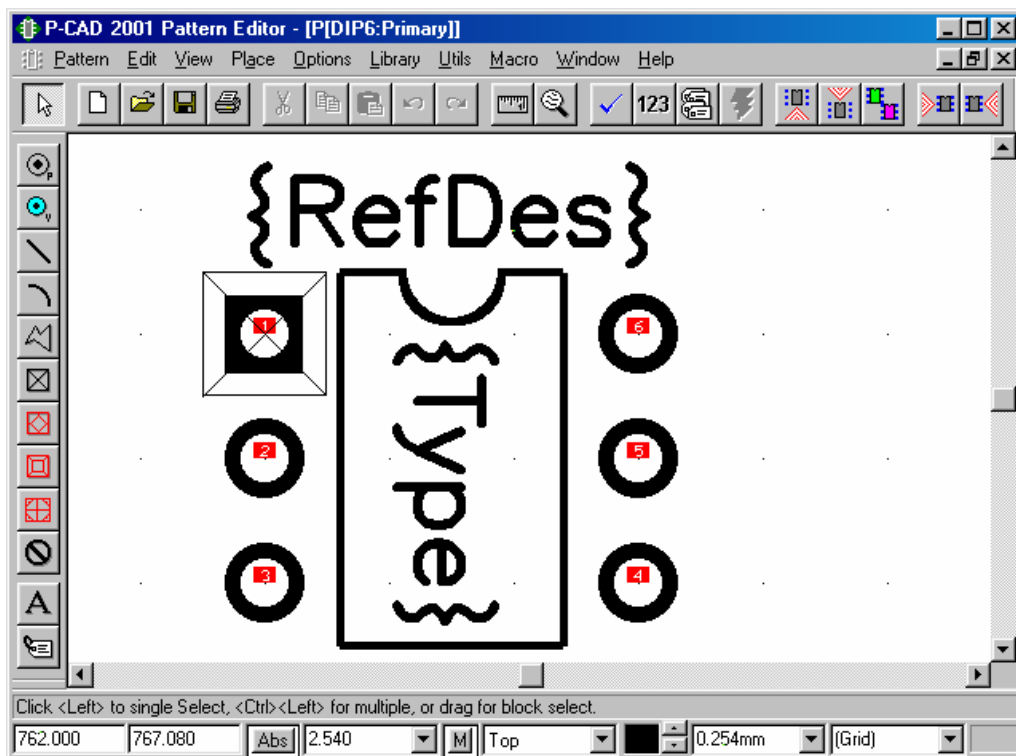 P-CAD 2001 Pattern Editor - [P[DIP6:Primary]]
Pattern Edit View Place Options Library Utils Macro Window Help
123
P
V
A
{RefDes}
1
6
{Type}
2
5
3
4
Click <Left> to single Select, <Ctrl><Left> for multiple, or drag for block select.
762.000 767.080 Abs 2.540 M Top 0.254mm (Grid)